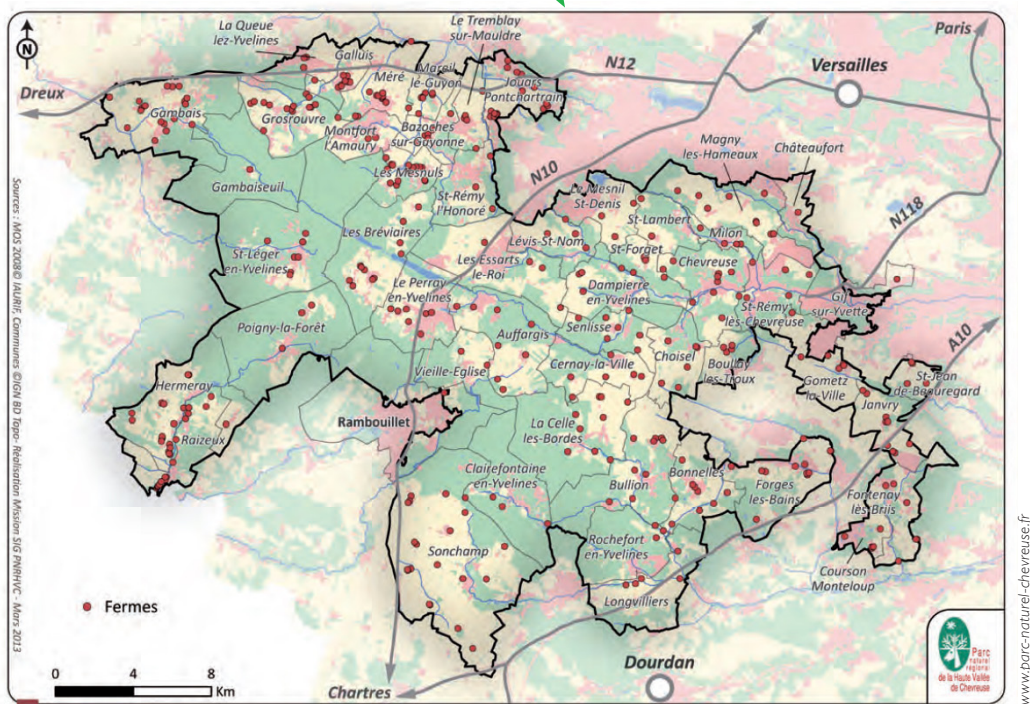 La Queue
lez-Yvelines
Le Tremblay
sur-Mauldre
Paris
N
Galluis
N12
Versailles
Dreux
Méré
Mareil
le-Guyon
Jouars
Pontchartrain
Gambais
Grosrouvre
Montfort
l'Amaury
Bazoches
sur-Guyonne
Magny
les-Hameaux
Châteaufort
Les Mesnuls
N10
Gambaiseuil
St-Rémy
l'Honoré
Le Mesnil
St-Denis
N118
St-Lambert
Les Bréviaires
Lévis-St-Nom
Milon
St-Forget
St-Léger
en-Yvelines
Les Essarts
le-Roi
Chevreuse
Le Perray
en-Yvelines
Dampierre
en-Yvelines
St-Rémy
lès-Chevreuse
Gif
sur-Yvette
A10
Poigny-la-Forêt
Auffargis
Senlisse
Choisel
Cernay-la-Ville
Boullay
les-Troux
Vieille-Eglise
Hermeray
Gometz
la-Ville
St-Jean
de-Beauregard
Janvry
Rambouillet
La Celle
les-Bordes
Raizeux
Clairefontaine
en-Yvelines
Bonnelles
Bullion
Forges
les-Bains
Fontenay
les-Briis
Sonchamp
Rochefort
en-Yvelines
Courson
Monteloup
Longvilliers
Fermes
0 4 8
Km
Chartres
Dourdan
Parc
naturel
régional
de la Haute Vallée
de Chevreuse
Sources : MOS 2008© IAURIF, Communes ©IGN BD Topo- Réalisation Mission SIG PNRHVC - Mars 2013
www.parc-naturel-chevreuse.fr